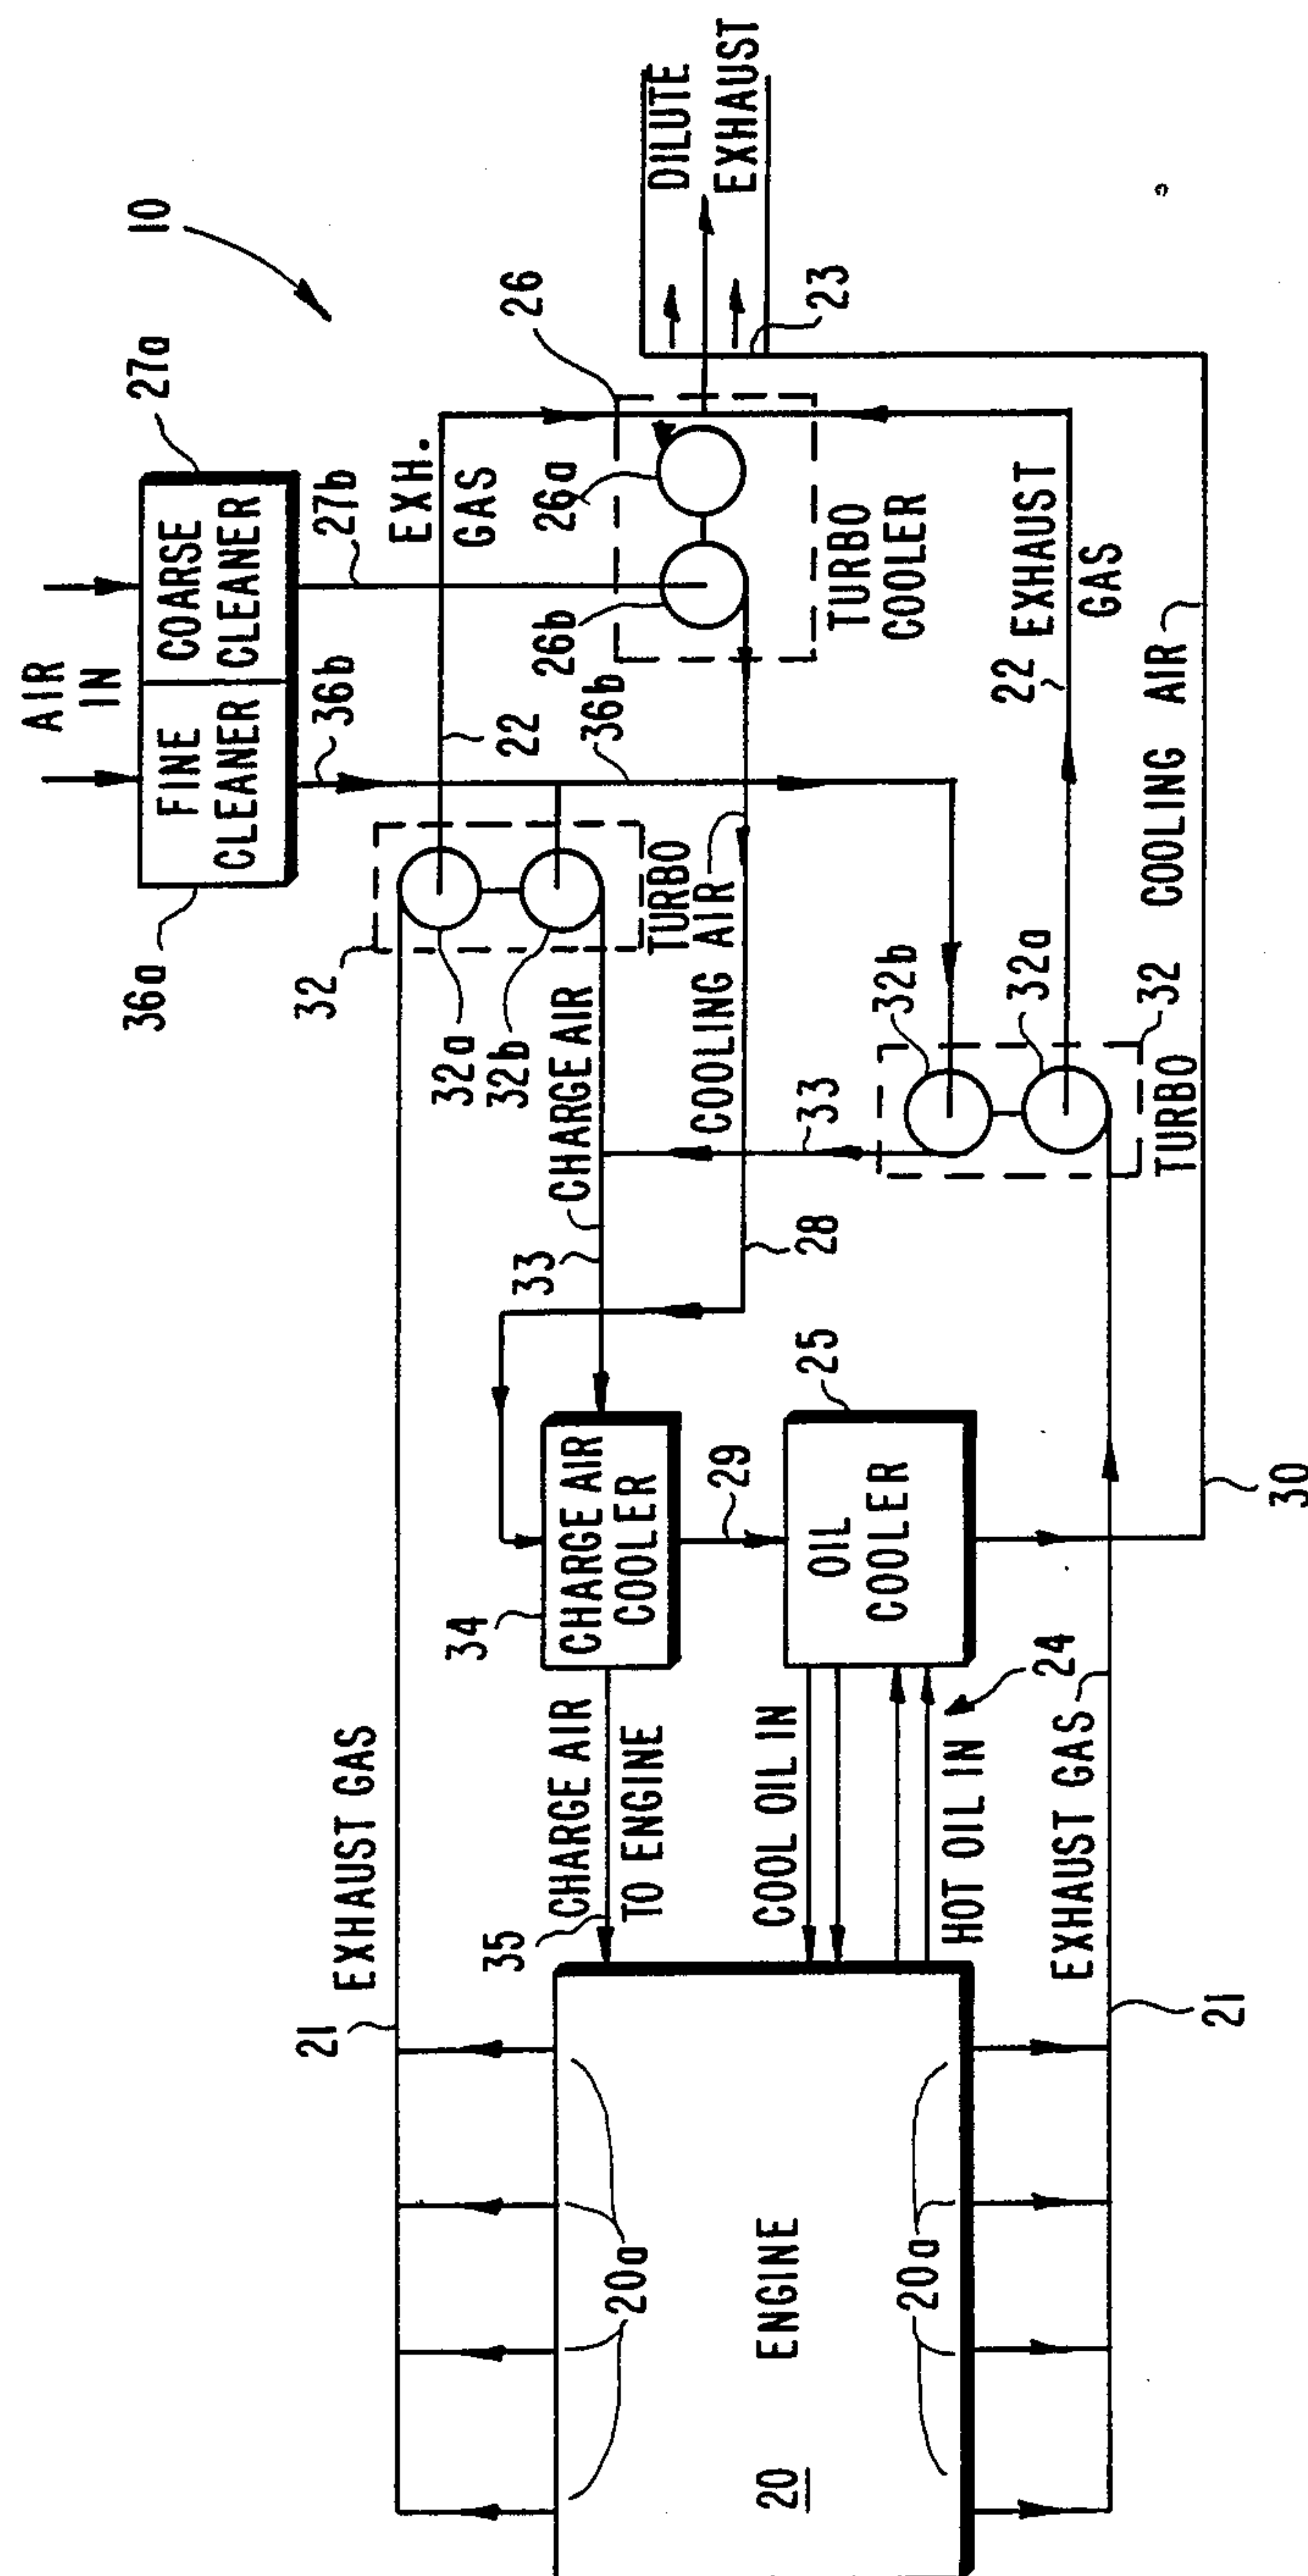 10
AIR
IN
FINE
CLEANER
COARSE
CLEANER
36a
27a
36b
27b
EXH.
GAS
22
36b
26
26a
26b
TURBO
COOLER
DILUTE
EXHAUST
23
32
32a
32b
TURBO
CHARGE AIR
33
COOLING AIR
28
33
32b
32a
32
TURBO
22
EXHAUST
GAS
COOLING AIR
30
EXHAUST GAS
21
34
CHARGE AIR
COOLER
29
25
OIL
COOLER
35
CHARGE AIR
TO ENGINE
COOL OIL IN
HOT OIL IN
24
EXHAUST GAS
21
20a
20a
20
ENGINE